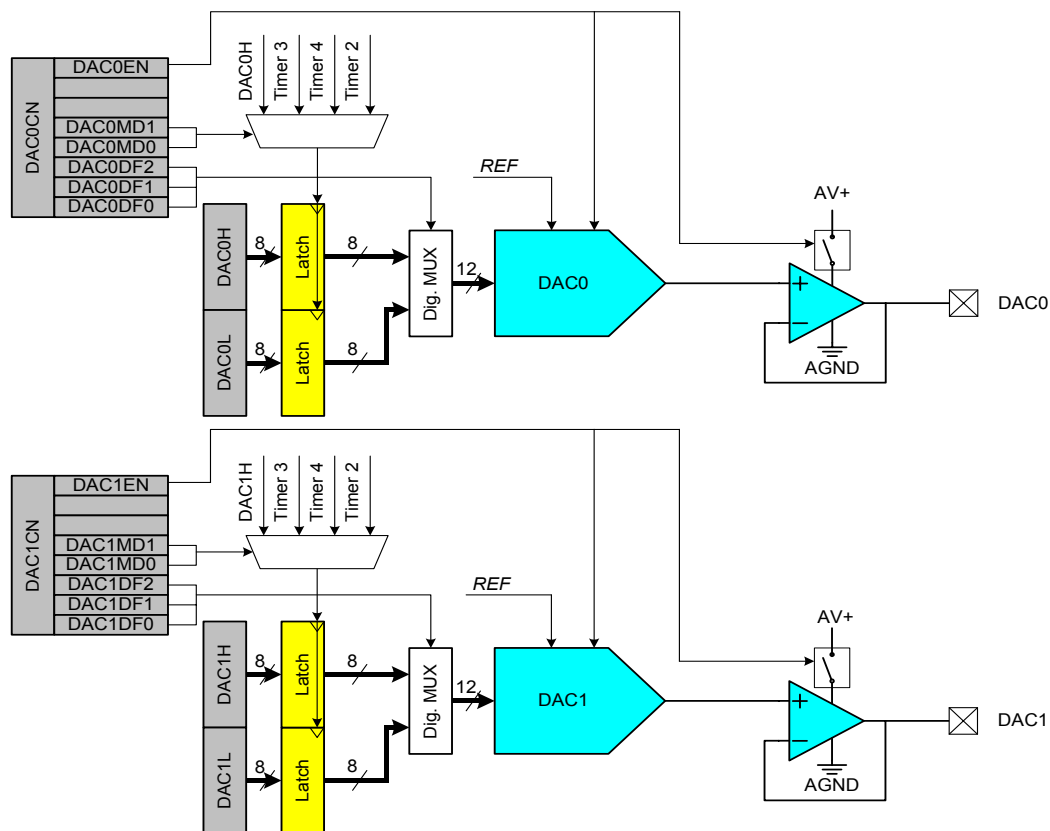 DAC0CN
DAC0EN
DAC0MD1
DAC0MD0
DAC0DF2
DAC0DF1
DAC0DF0
DAC0H
Timer 3
Timer 4
Timer 2
DAC0H
8
Latch
8
DAC0L
8
Latch
8
Dig. MUX
12
REF
DAC0
AV+
+
−
AGND
DAC0
DAC1CN
DAC1EN
DAC1MD1
DAC1MD0
DAC1DF2
DAC1DF1
DAC1DF0
DAC1H
Timer 3
Timer 4
Timer 2
DAC1H
8
Latch
8
DAC1L
8
Latch
8
Dig. MUX
12
REF
DAC1
AV+
+
−
AGND
DAC1